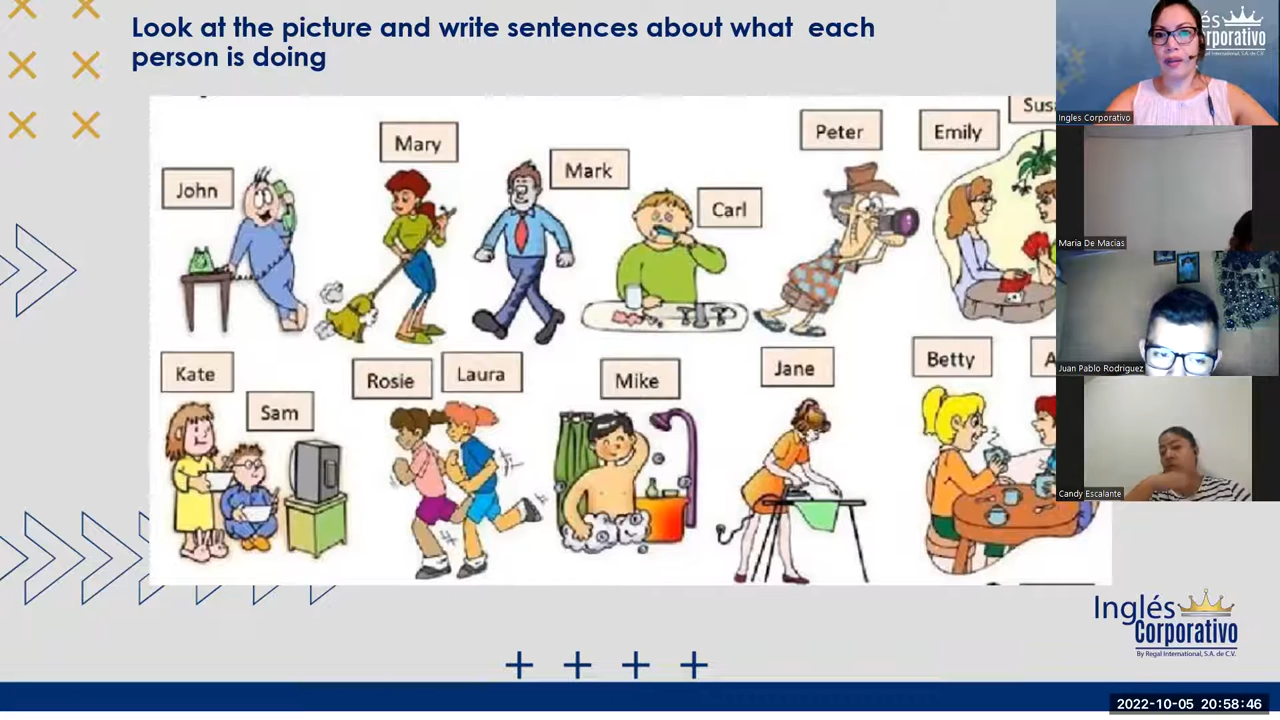 Look at the picture and write sentences about what each
person is doing
John
Mary
Mark
Carl
Peter
Emily
Kate
Sam
Rosie
Laura
Mike
Jane
Betty
Inglés
Corporativo
By Regal International, S.A. de C.V.
Ingles Corporativo
Maria De Macias
Juan Pablo Rodriguez
Candy Escalante
2022-10-05 20:58:46